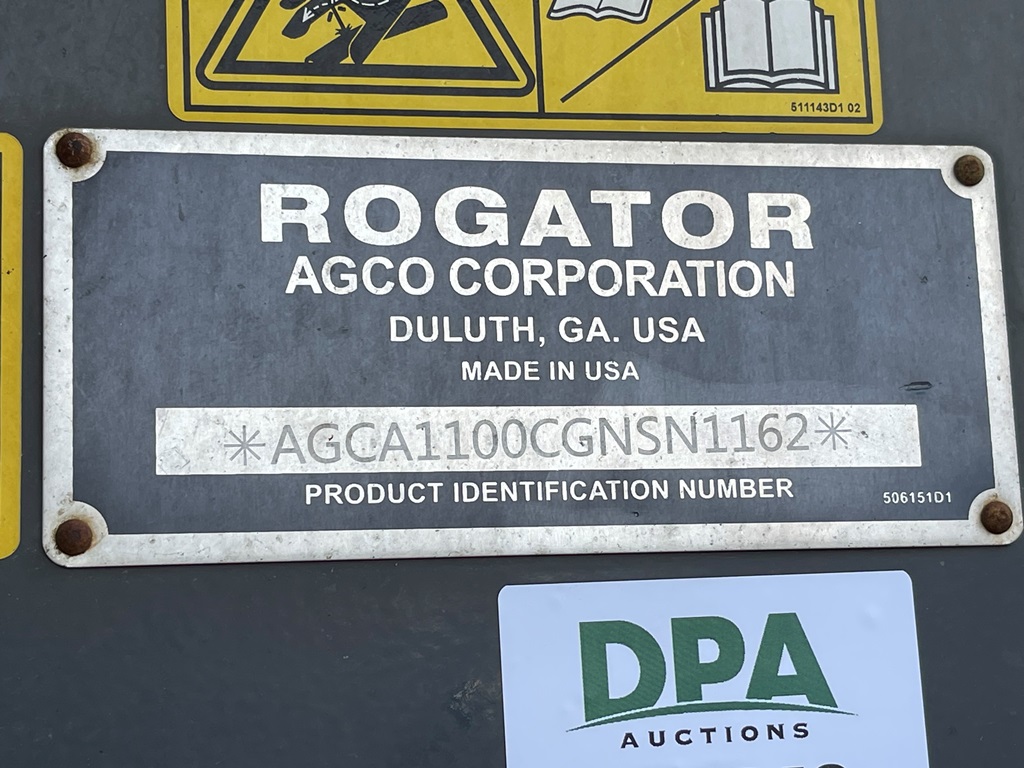 511143D1 02
ROGATOR
AGCO CORPORATION
DULUTH, GA. USA
MADE IN USA
*AGCA1100CGNSN1162*
PRODUCT IDENTIFICATION NUMBER
506151D1
DPA
AUCTIONS